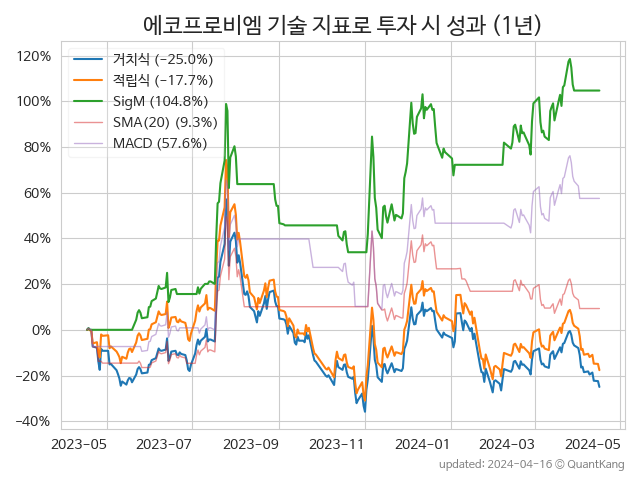 에코프로비엠 기술 지표로 투자 시 성과 (1년)
거치식 (−25.0%)
적립식 (−17.7%)
SigM (104.8%)
SMA(20) (9.3%)
MACD (57.6%)
120%
100%
80%
60%
40%
20%
0%
−20%
−40%
2023-05 2023-07 2023-09 2023-11 2024-01 2024-03 2024-05
updated: 2024-04-16 © QuantKang